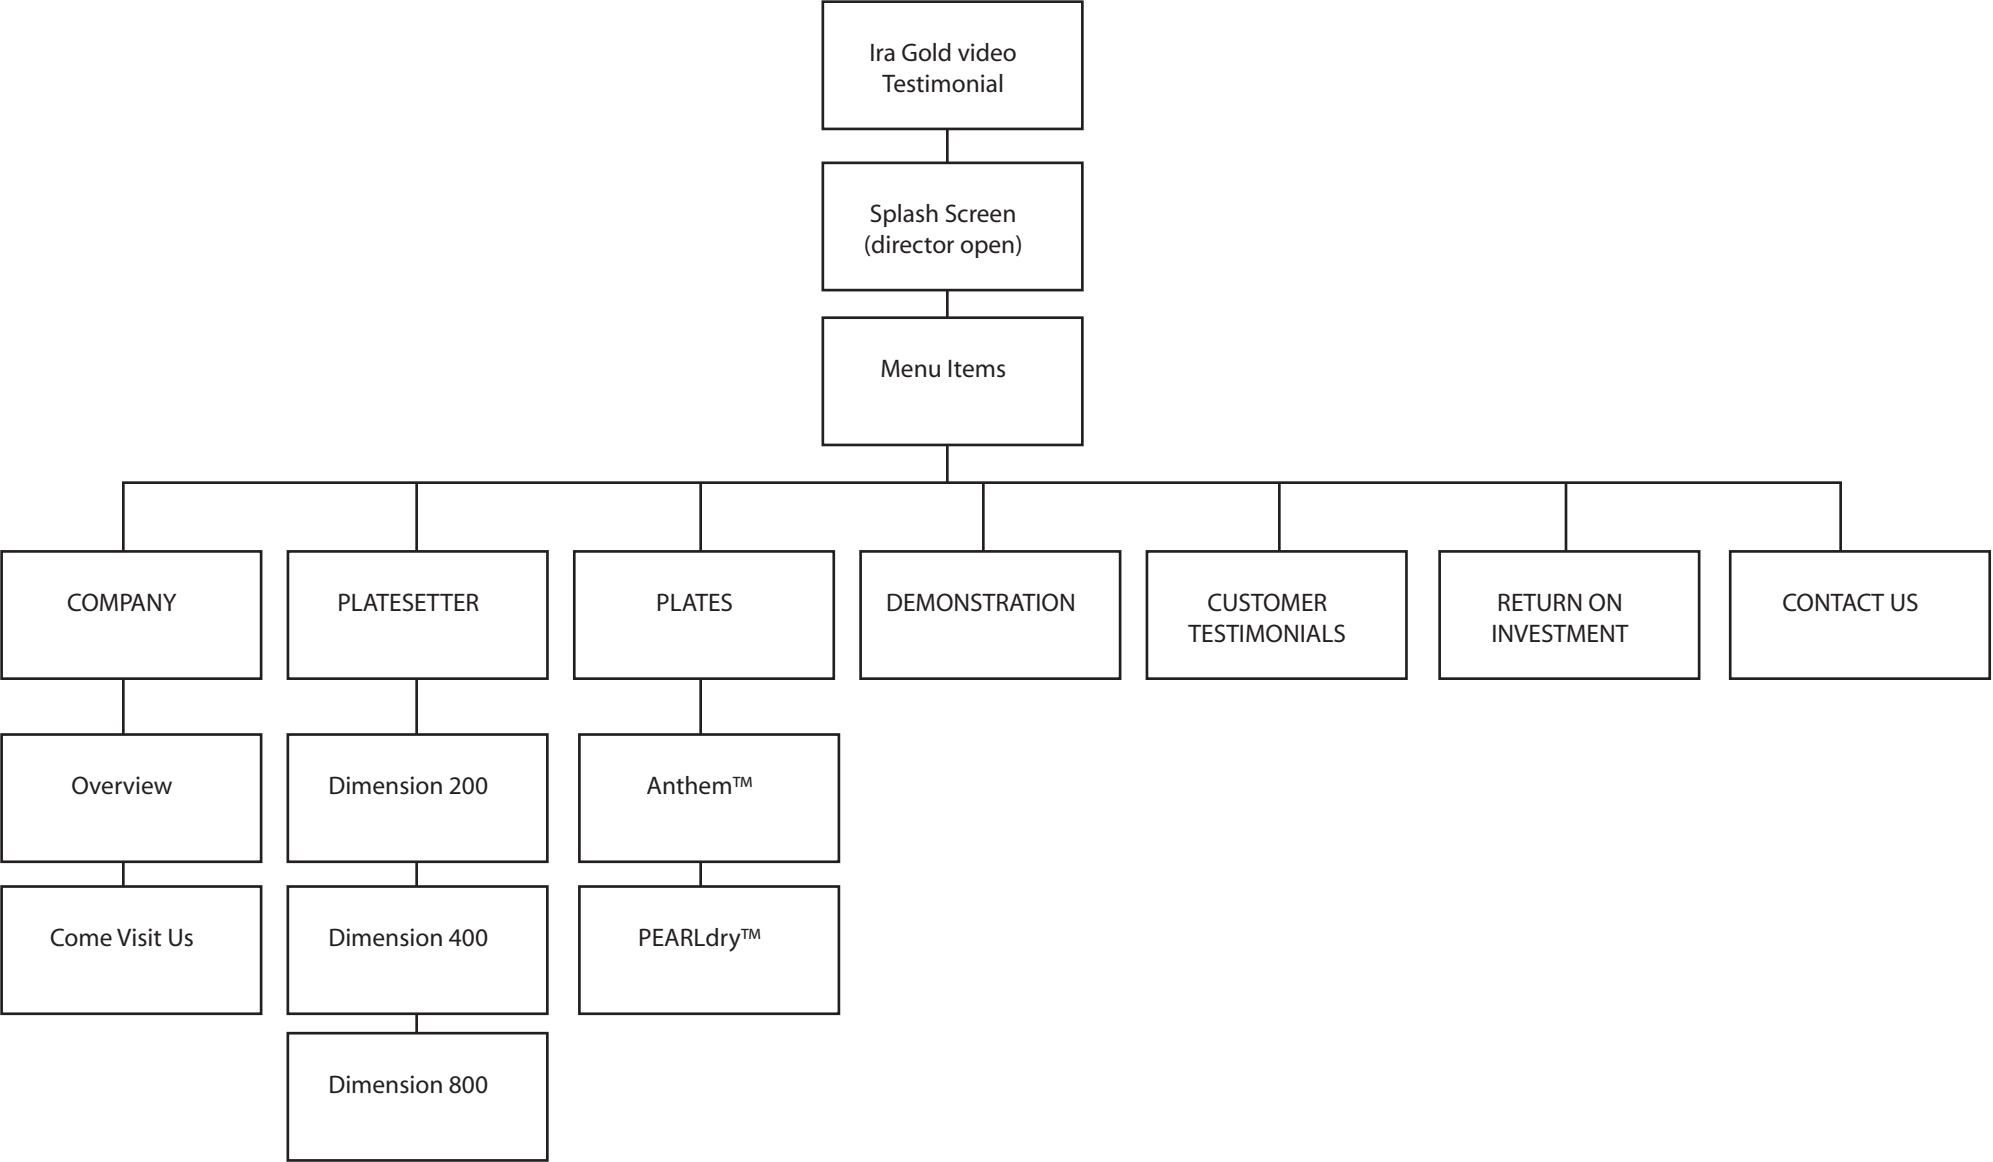 Ira Gold video
Testimonial
Splash Screen
(director open)
Menu Items
COMPANY
PLATESETTER
PLATES
DEMONSTRATION
CUSTOMER
TESTIMONIALS
RETURN ON
INVESTMENT
CONTACT US
Overview
Dimension 200
Anthem™
Come Visit Us
Dimension 400
PEARLdry™
Dimension 800